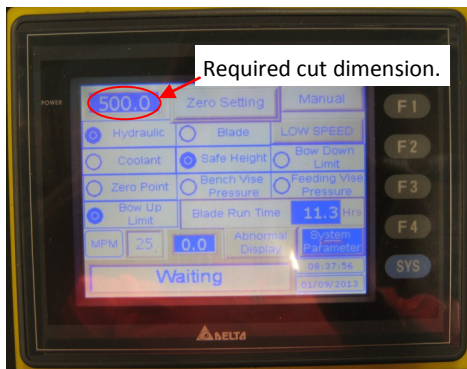 Required cut dimension.
POWER
500.0 Zero Setting Manual
F1
Hydraulic Blade LOW SPEED
F2
Coolant Safe Height Bow Down Limit
Zero Point Bench Vise Pressure Feeding Vise Pressure
F3
Bow Up Limit Blade Run Time 11.3 Hrs
F4
MPM 25. 0.0 Abnormal Display System Parameter
Waiting
09:27:56
SYS
01/09/2013
DELTA